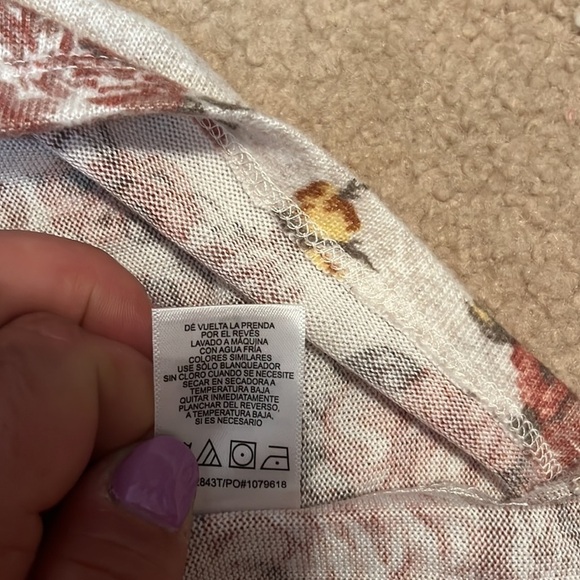 DÉ VUELTA LA PRENDA
POR EL REVÉS
LAVADO A MÁQUINA
CON AGUA FRÍA
COLORES SIMILARES
USE SÓLO BLANQUEADOR
SIN CLORO CUANDO SE NECESITE
SECAR EN SECADORA A
TEMPERATURA BAJA
QUITAR INMEDIATAMENTE
PLANCHAR DEL REVERSO,
A TEMPERATURA BAJA,
SI ES NECESARIO
843T/PO#1079618